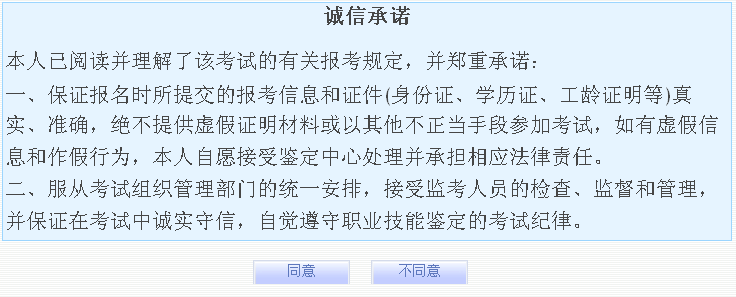 诚信承诺
本人已阅读并理解了该考试的有关报考规定，并郑重承诺：
一、保证报名时所提交的报考信息和证件(身份证、学历证、工龄证明等)真
实、准确，绝不提供虚假证明材料或以其他不正当手段参加考试，如有虚假信
息和作假行为，本人自愿接受鉴定中心处理并承担相应法律责任。
二、服从考试组织管理部门的统一安排，接受监考人员的检查、监督和管理，
并保证在考试中诚实守信，自觉遵守职业技能鉴定的考试纪律。
同意 不同意